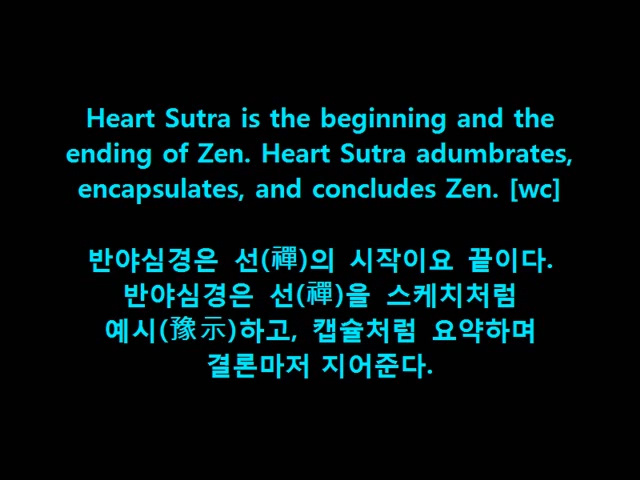 Heart Sutra is the beginning and the
ending of Zen. Heart Sutra adumbrates,
encapsulates, and concludes Zen. [wc]
반야심경은 선(禪)의 시작이요 끝이다.
반야심경은 선(禪)을 스케치처럼
예시(豫示)하고, 캡슐처럼 요약하며
결론마저 지어준다.